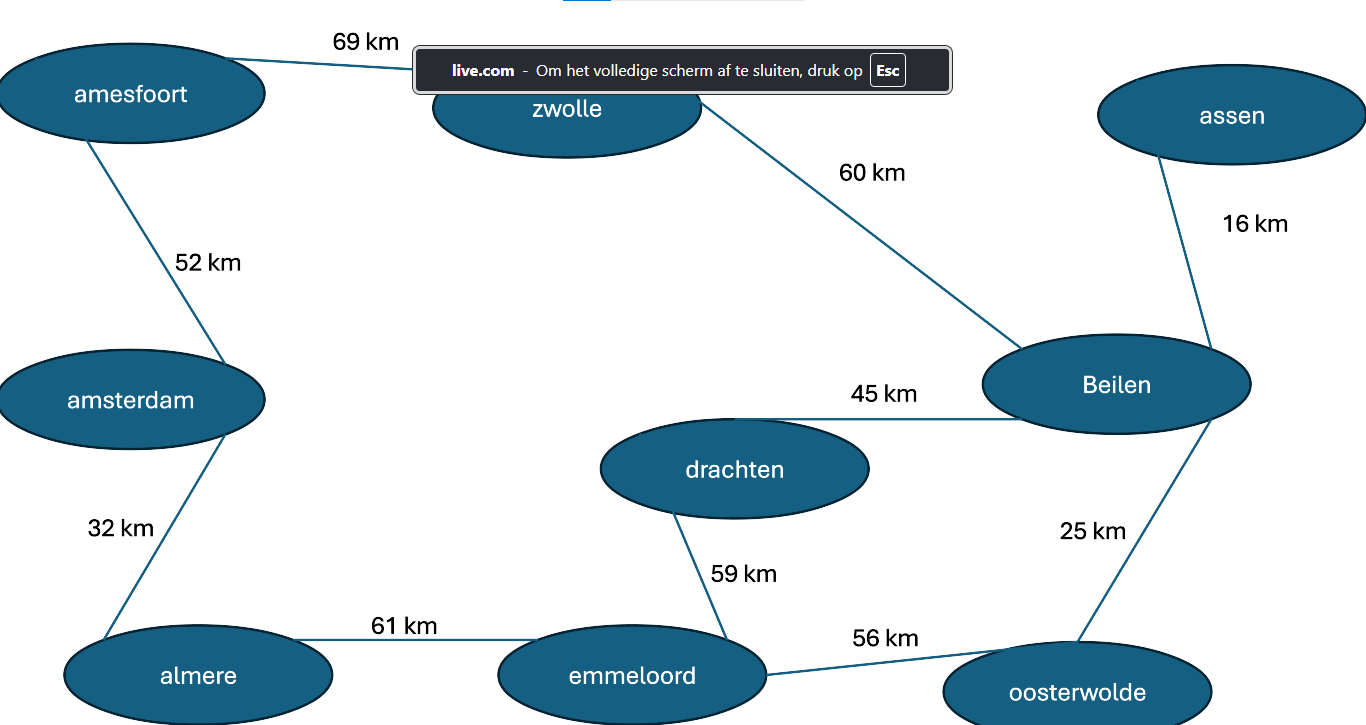 69 km
live.com - Om het volledige scherm af te sluiten, druk op Esc
amesfoort
zwolle
assen
60 km
16 km
52 km
Beilen
45 km
amsterdam
drachten
32 km
25 km
59 km
61 km
56 km
almere
emmeloord
oosterwolde